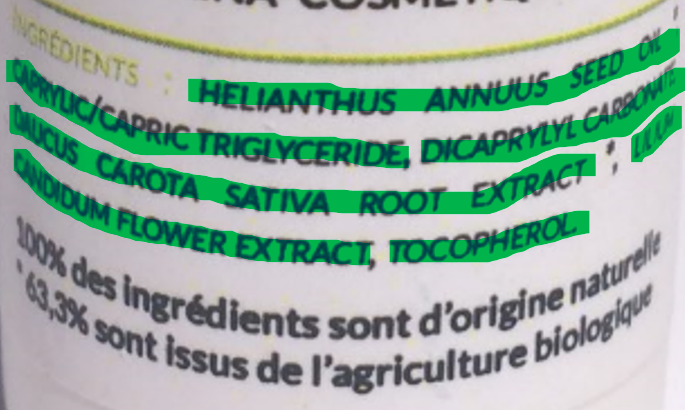 COSMETIQ
INGRÉDIENTS : HELIANTHUS ANNUUS SEED OIL *
CAPRYLIC/CAPRIC TRIGLYCERIDE, DICAPRYLYL CARBONATE
DAUCUS CAROTA SATIVA ROOT EXTRACT *, LILIUM
CANDIDUM FLOWER EXTRACT, TOCOPHEROL
100% des ingrédients sont d'origine naturelle
* 63,3% sont issus de l'agriculture biologique